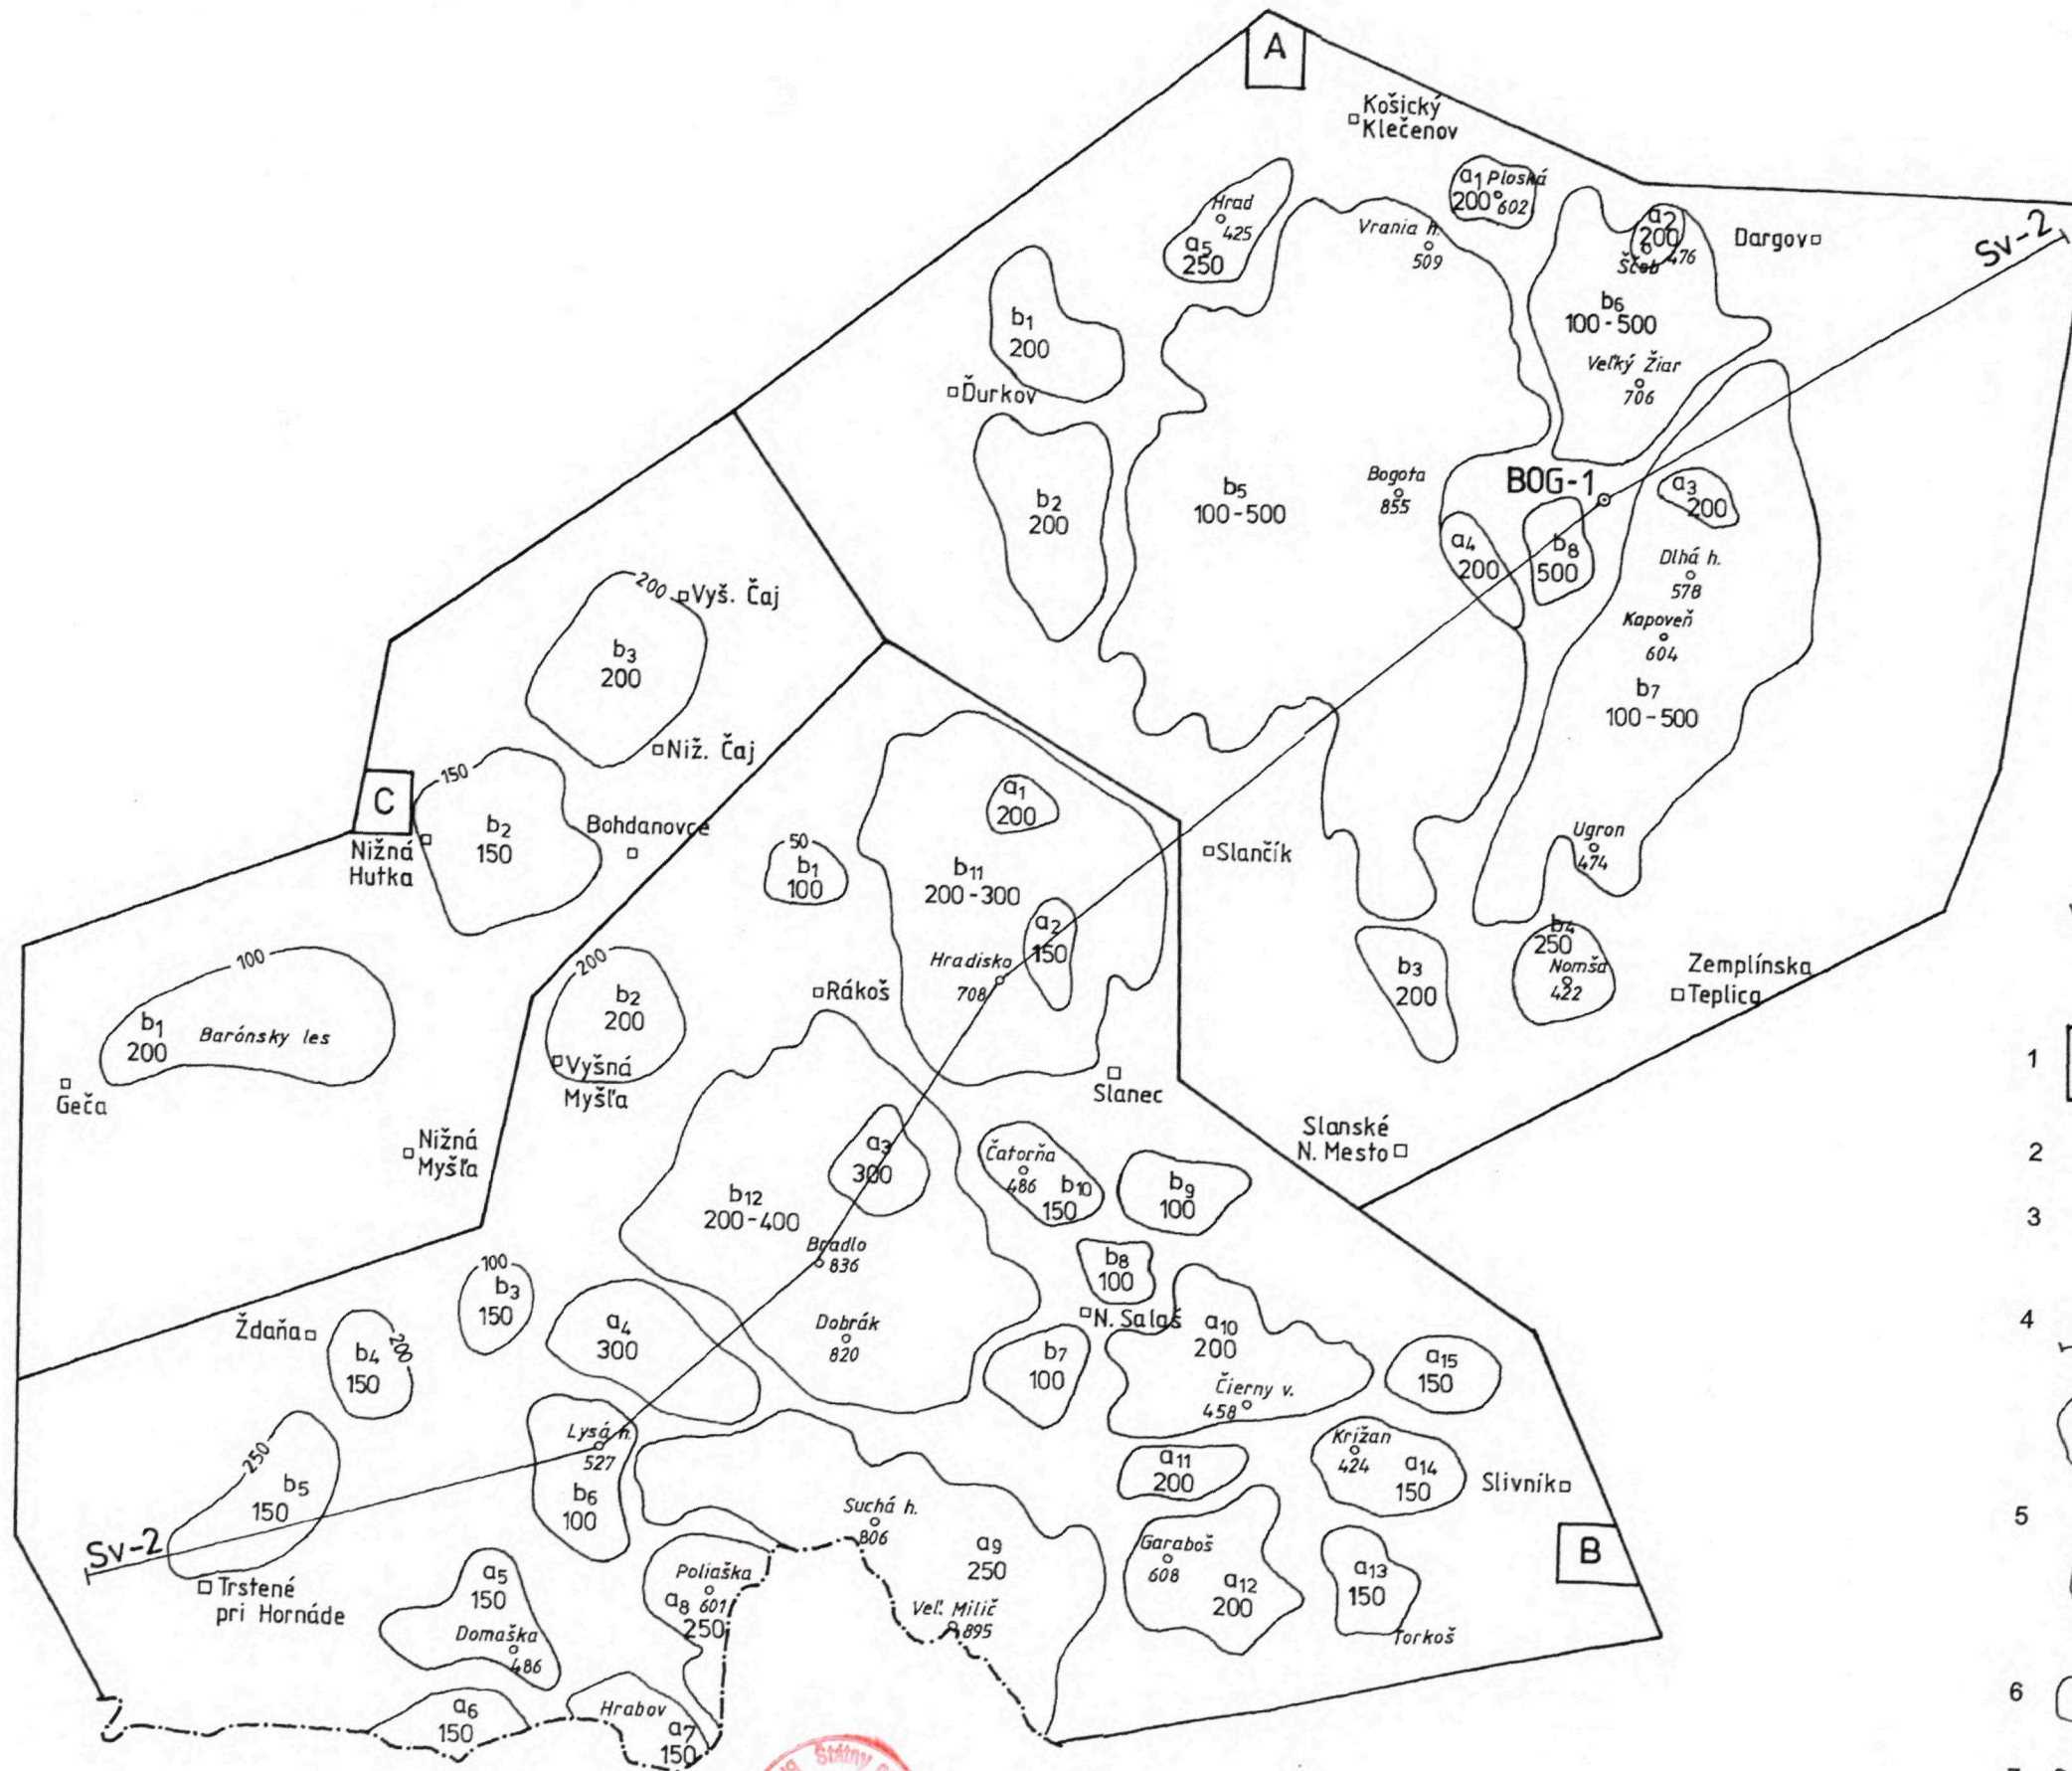 A
Košický
Klečenov
a1 Ploská
200 602
Hrad
425
a5
250
Vrania h.
509
a2
200
Ščob 476
Dargov
Sv-2
b1
200
b6
100-500
Veľký Žiar
706
Ďurkov
b2
200
b5
100-500
Bogota
855
BOG-1
a3
200
a4
200
b8
500
Dlhá h.
578
Kapoveň
604
b7
100-500
200
Vyš. Čaj
b3
200
Niž. Čaj
150
C
Nižná
Hutka
b2
150
Bohdanovce
50
b1
100
a1
200
b11
200-300
a2
150
Hradisko
708
Slančík
Ugron
474
b3
200
b4
250
Nomša
422
Zemplínska
Teplica
100
b1
200
Barónsky les
Geča
200
b2
200
Vyšná
Myšľa
Rákoš
Slanec
Nižná
Myšľa
Slanské
N. Mesto
a3
300
b12
200-400
Bradlo
836
Čatorňa
486
b10
150
b9
100
b8
100
N. Salaš
100
b3
150
Ždaňa
200
b4
150
a4
300
Dobrák
820
b7
100
a10
200
Čierny v.
458
a15
150
250
b5
150
Lysá h.
527
b6
100
a11
200
Križan
424
a14
150
Slivník
Sv-2
Trstené
pri Hornáde
Suchá h.
806
a9
250
Garaboš
608
a12
200
a13
150
Torkoš
B
a5
150
Domaška
486
Poliaška
a8 601
250
Veľ. Milič
895
a6
150
Hrabov
a7
150
Štátny
1
2
3
4
5
6